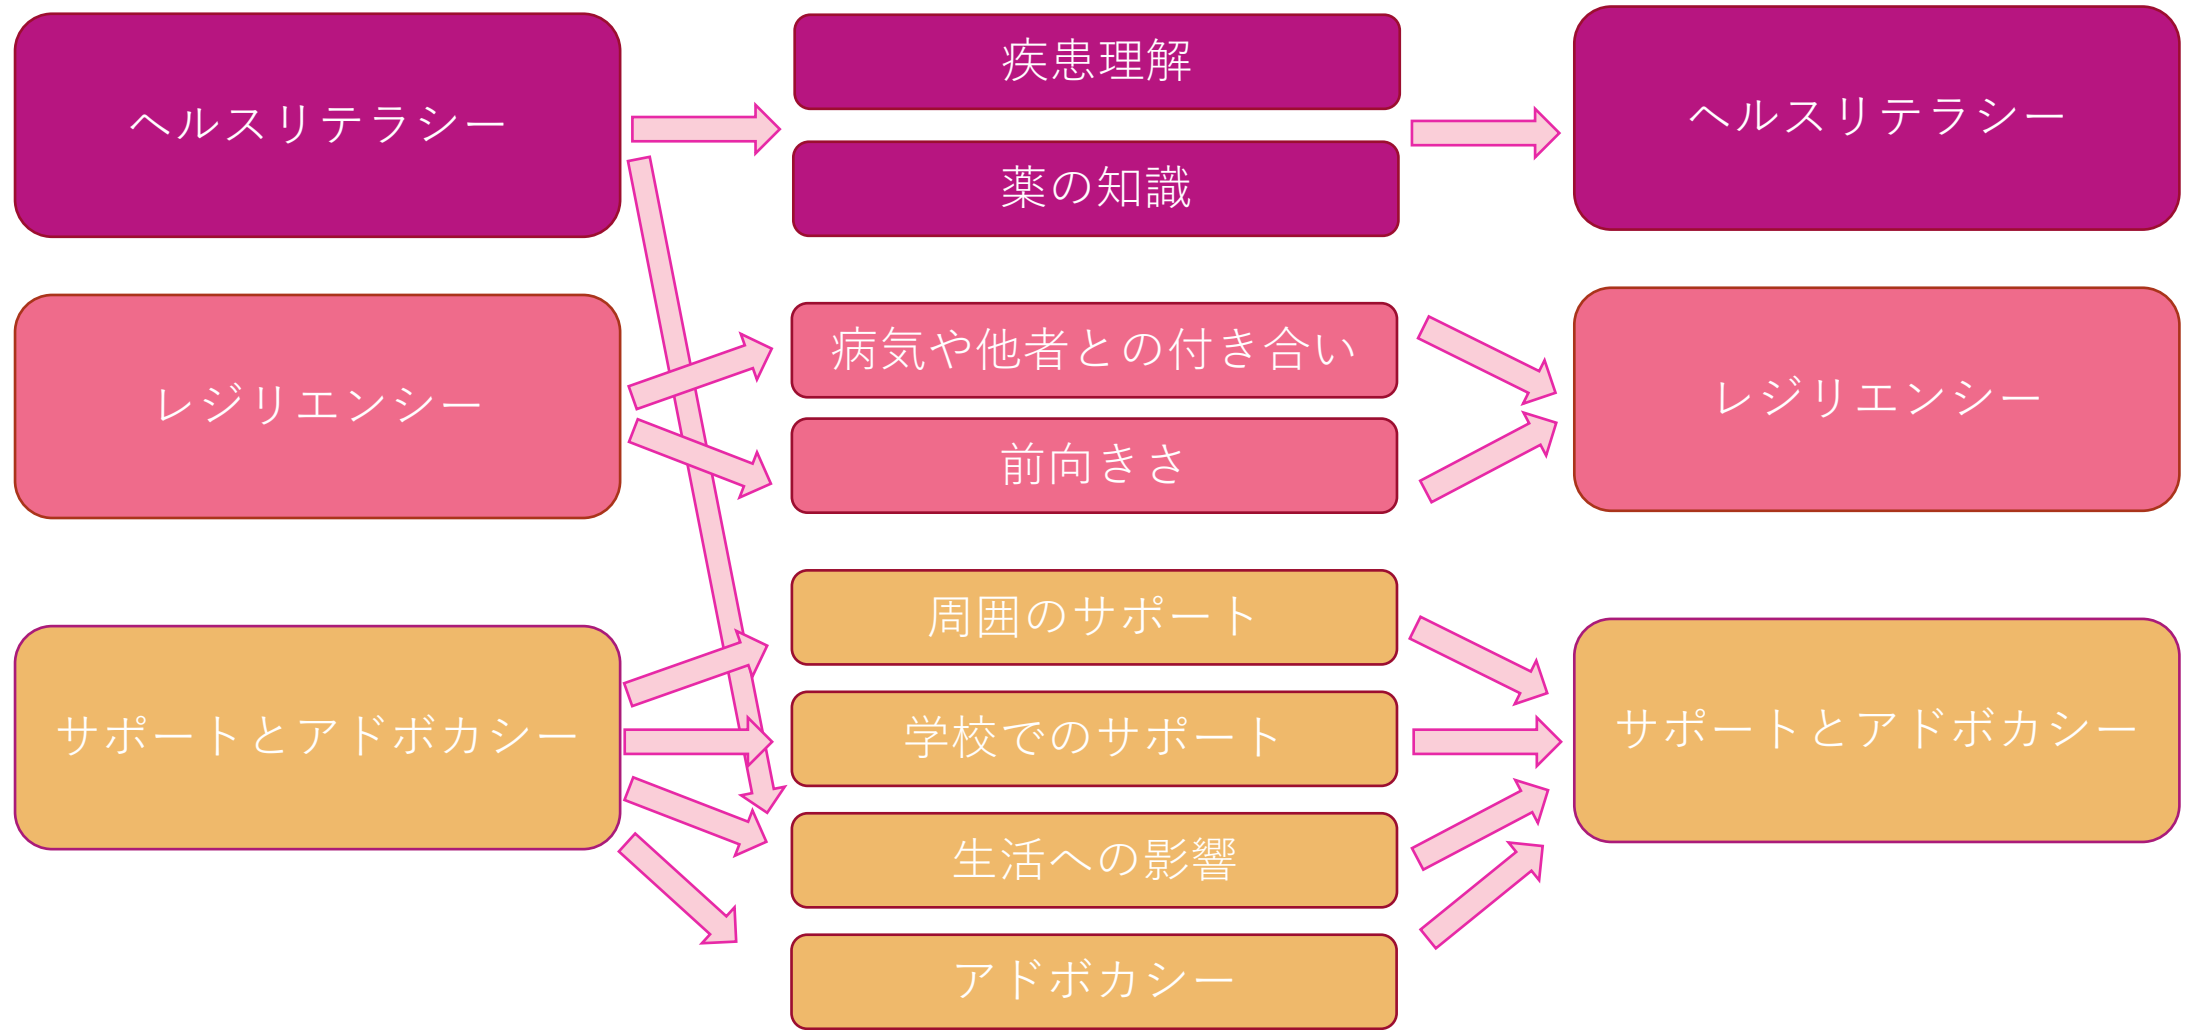 ヘルスリテラシー
レジリエンシー
サポートとアドボカシー
疾患理解
薬の知識
病気や他者との付き合い
前向きさ
周囲のサポート
学校でのサポート
生活への影響
アドボカシー
ヘルスリテラシー
レジリエンシー
サポートとアドボカシー